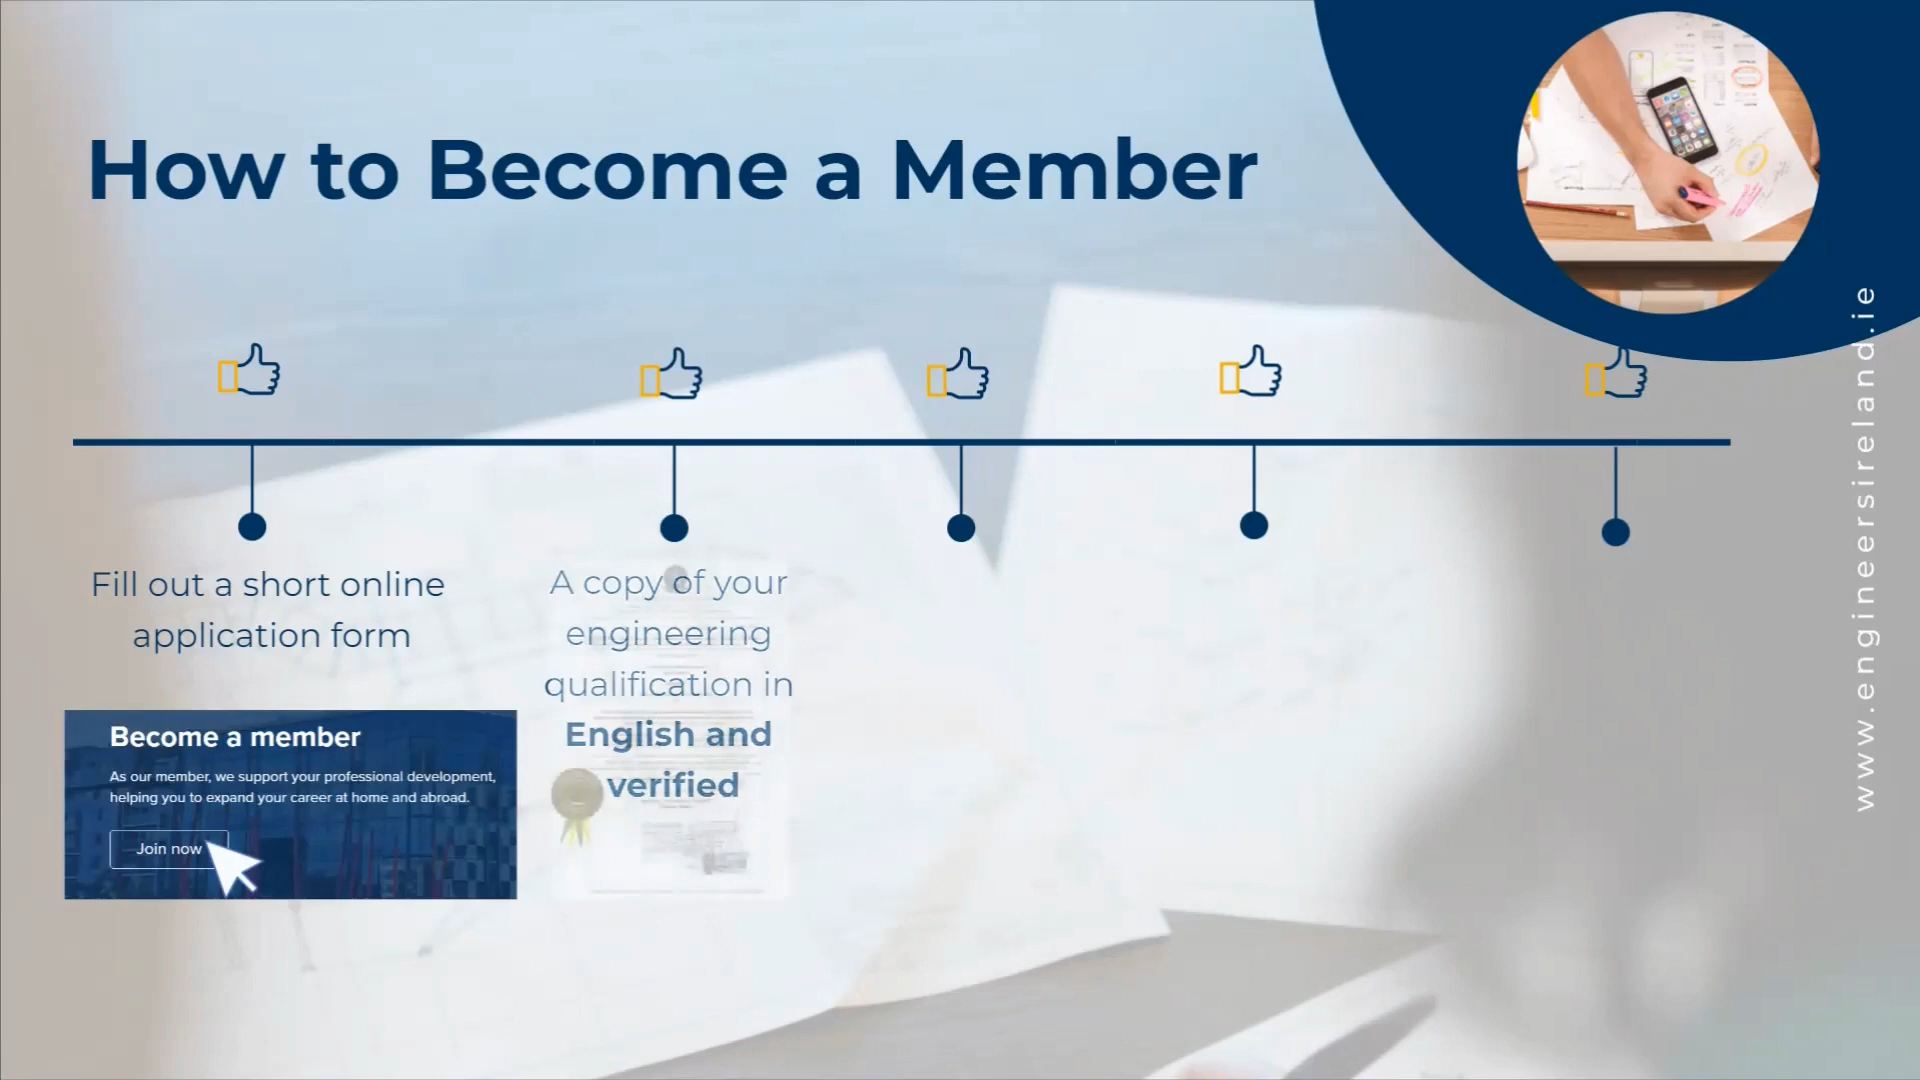 How to Become a Member
Fill out a short online
application form
A copy of your
engineering
qualification in
English and
verified
Become a member
As our member, we support your professional development,
helping you to expand your career at home and abroad.
Join now
www.engineersireland.ie